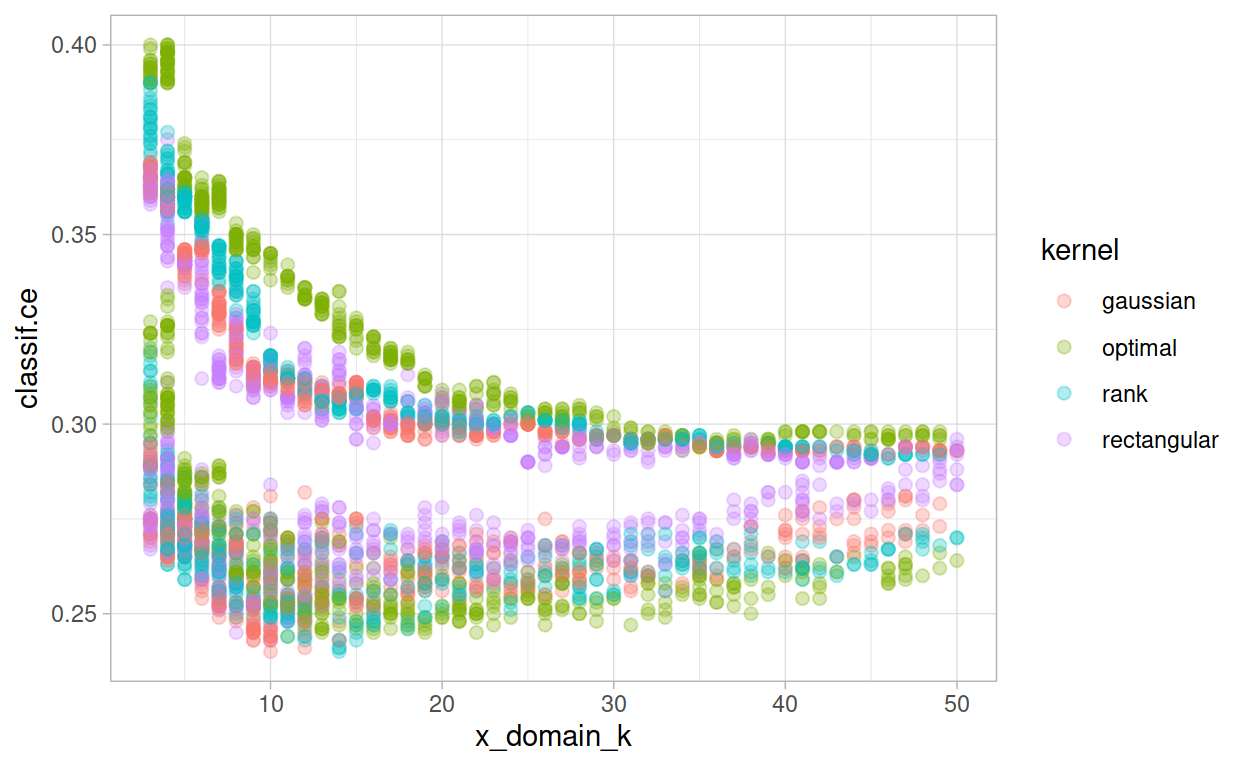 classif.ce
0.40
0.35
0.30
0.25
10 20 30 40 50
x_domain_k
kernel
gaussian
optimal
rank
rectangular